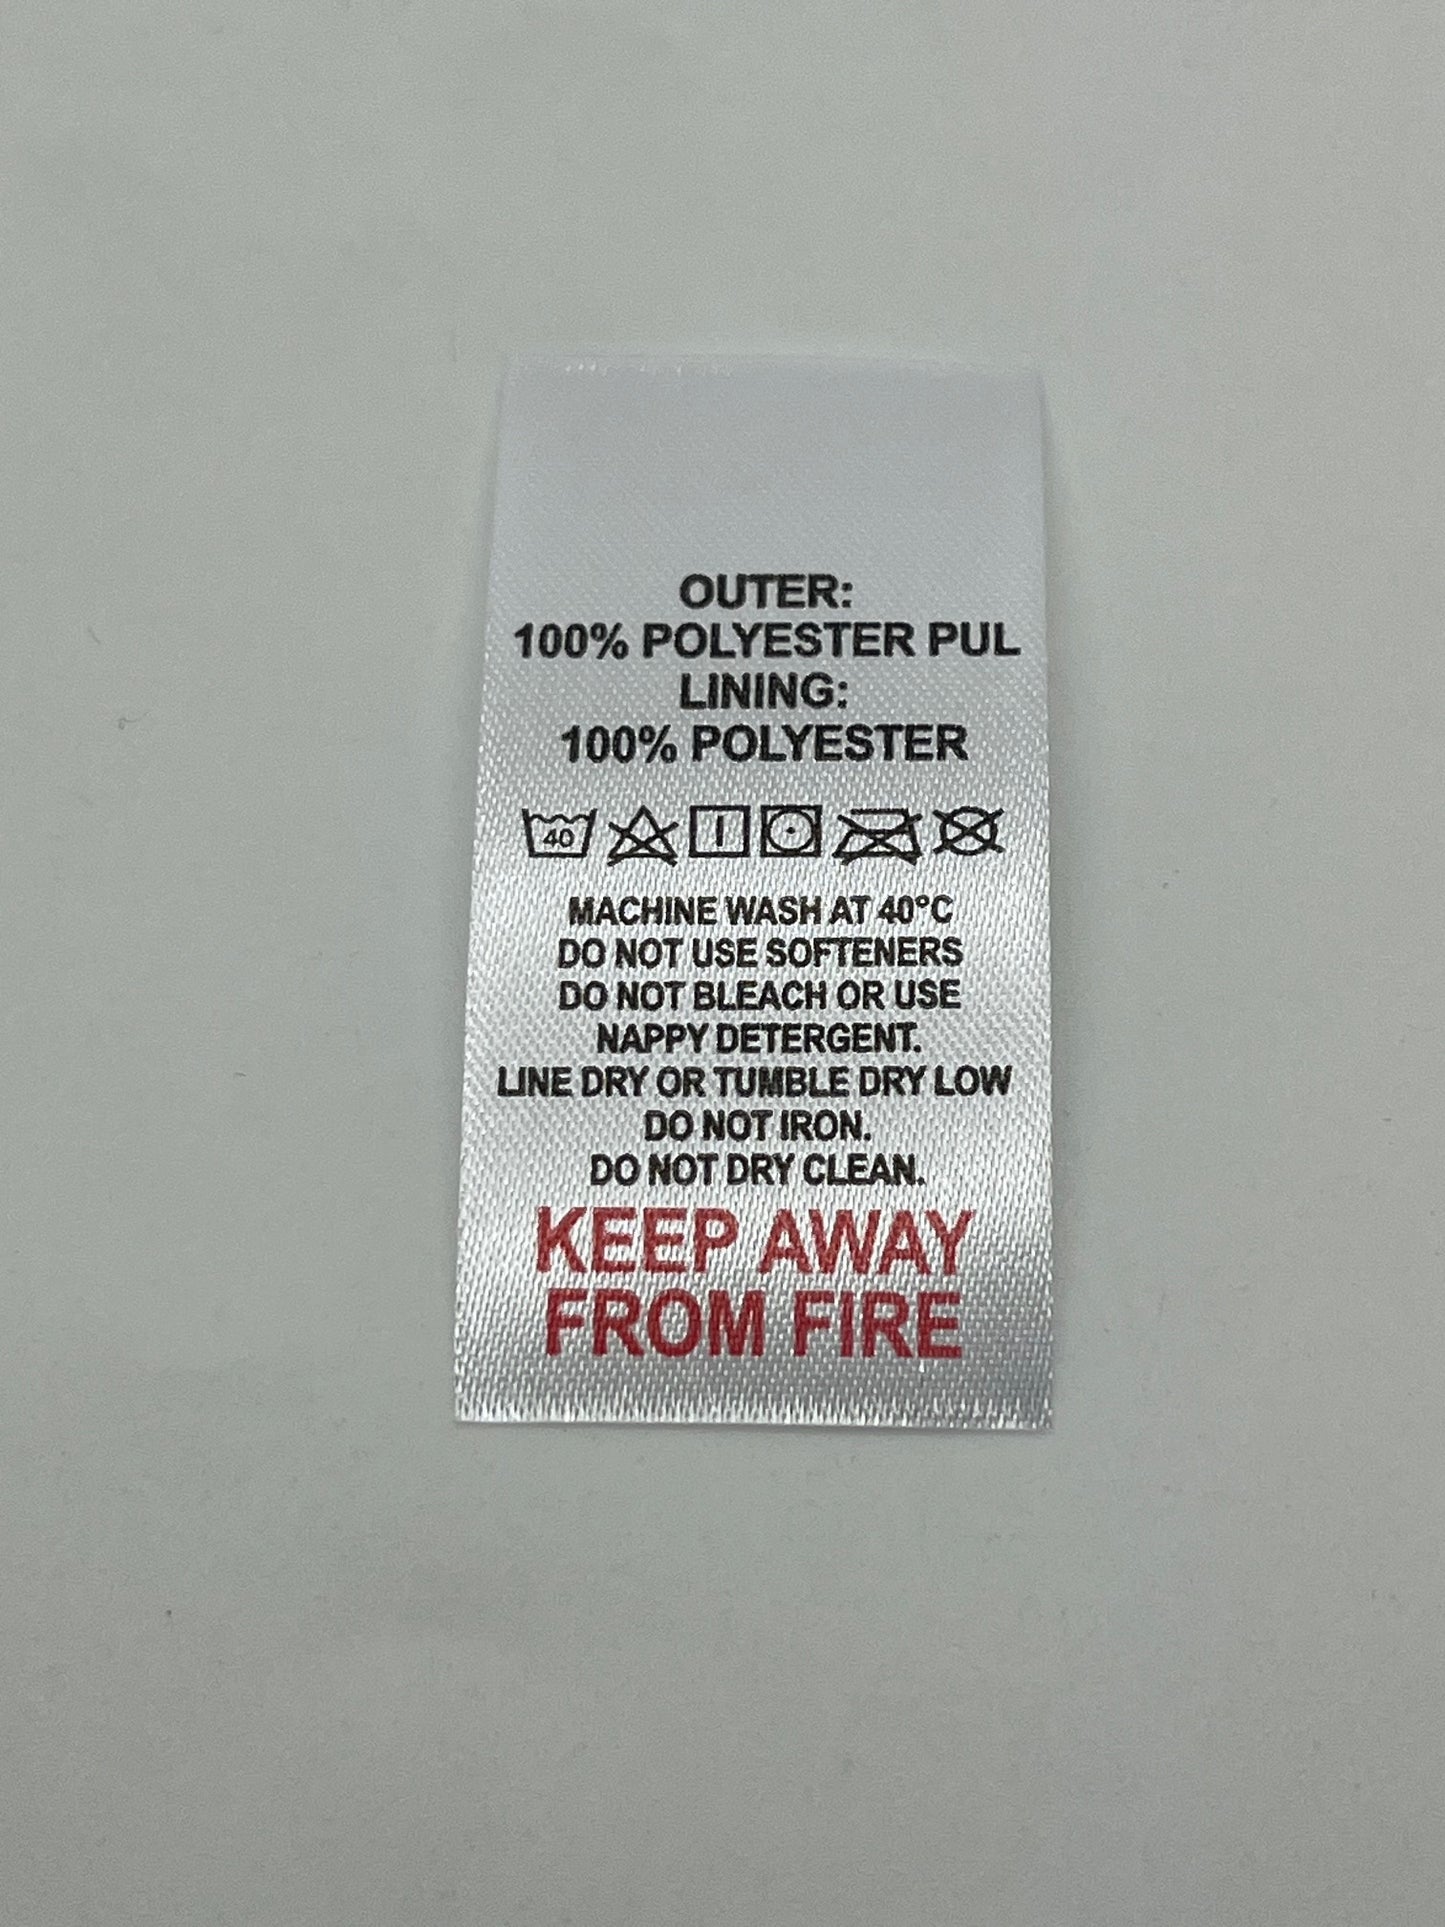 OUTER:
100% POLYESTER PUL
LINING:
100% POLYESTER
40
MACHINE WASH AT 40°C
DO NOT USE SOFTENERS
DO NOT BLEACH OR USE
NAPPY DETERGENT.
LINE DRY OR TUMBLE DRY LOW
DO NOT IRON.
DO NOT DRY CLEAN.
KEEP AWAY
FROM FIRE